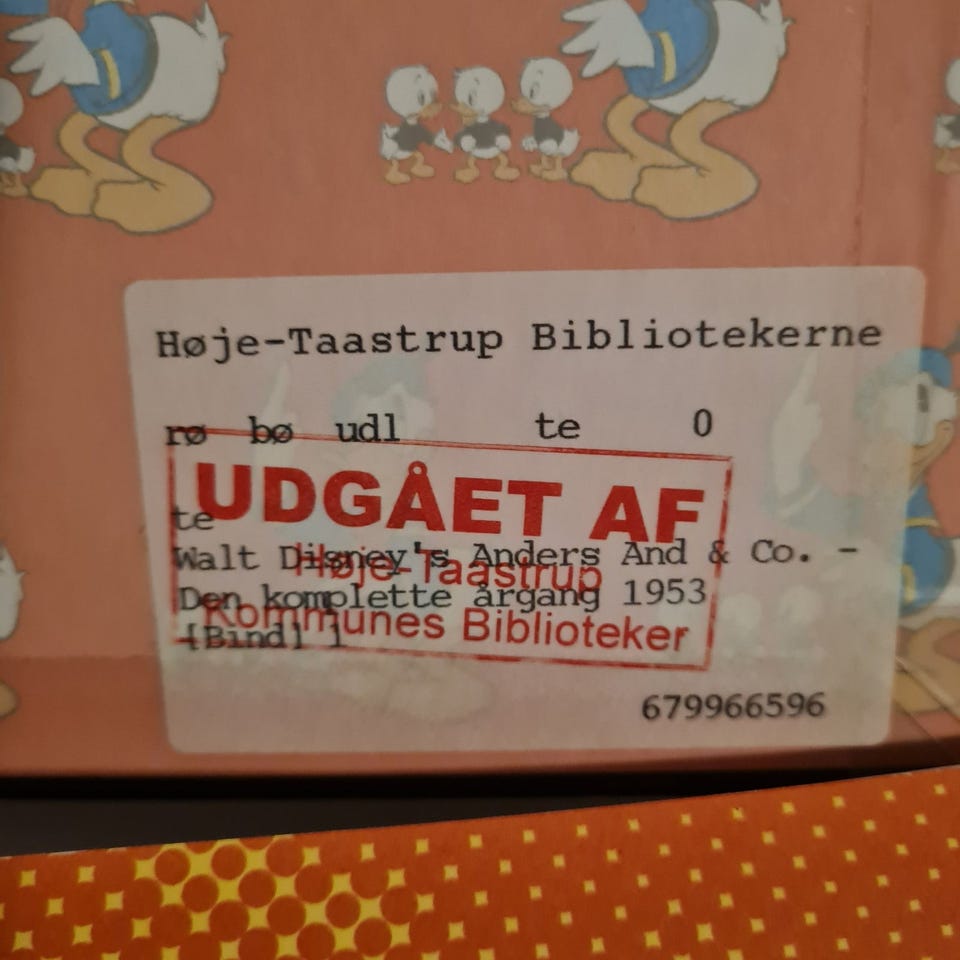 Høje-Taastrup Bibliotekerne
rø bø udl te 0
UDGÅET AF
te
Walt Disney's Anders And & Co. -
Høje-Taastrup
Den komplette årgang 1953
Kommunes Biblioteker
[Bind] 1
679966596